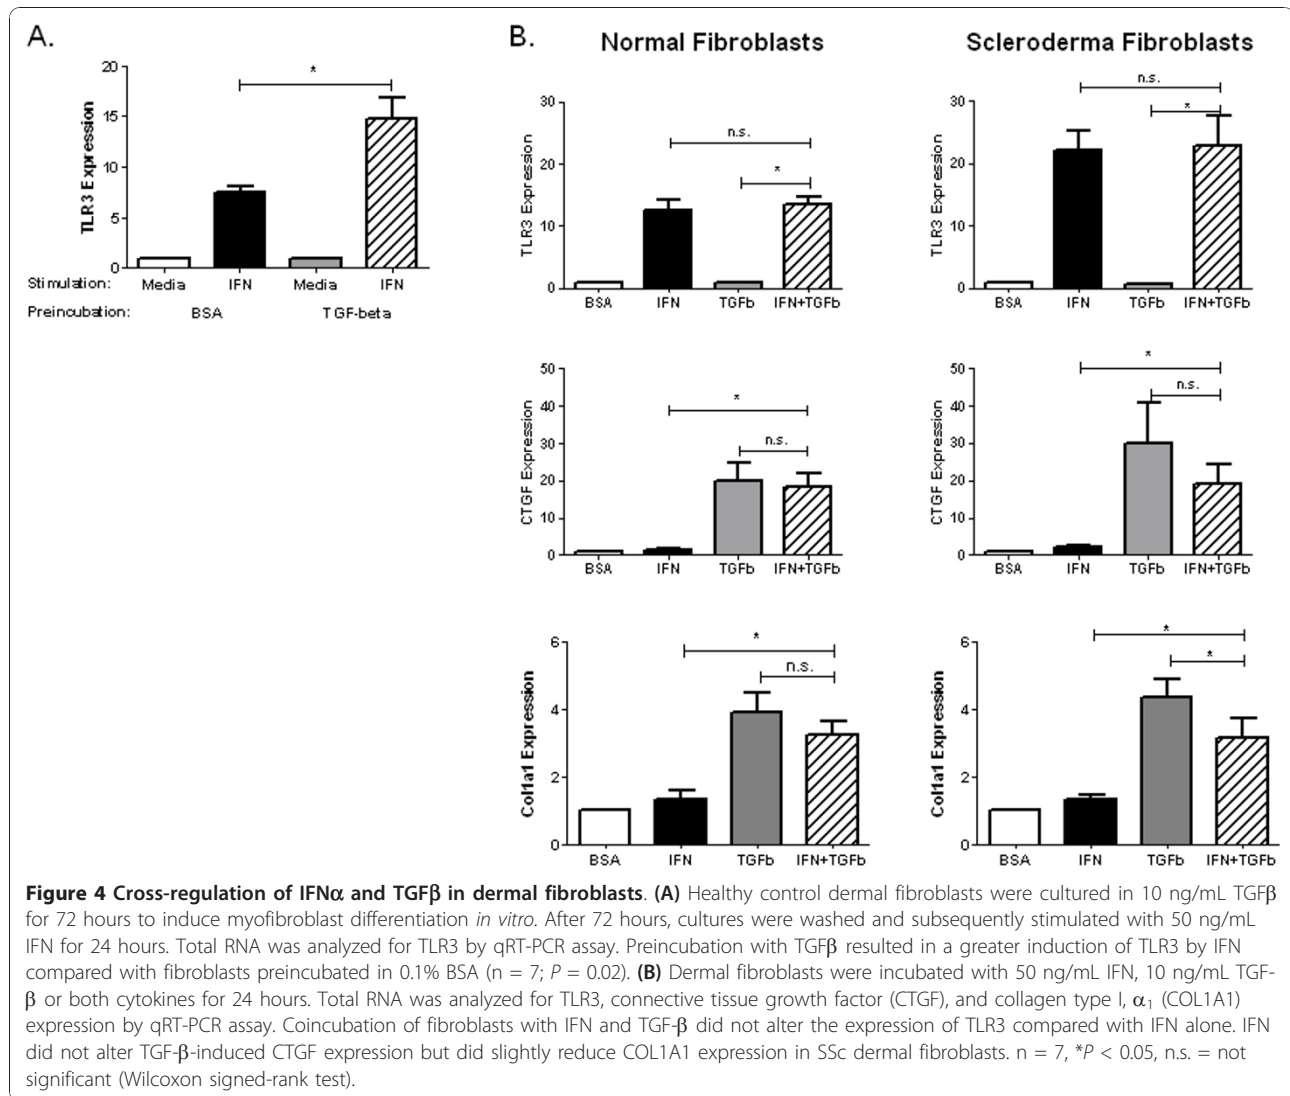 A.
20
15
10
5
0
TLR3 Expression
*
Stimulation: Media IFN Media IFN
Preincubation: BSA TGF-beta
B.
Normal Fibroblasts
30
20
10
0
TLR3 Expression
n.s.
*
BSA IFN TGFb IFN+TGFb
50
40
30
20
10
0
CTGF Expression
*
n.s.
BSA IFN TGFb IFN+TGFb
6
4
2
0
Col1a1 Expression
*
n.s.
BSA IFN TGFb IFN+TGFb
Scleroderma Fibroblasts
30
20
10
0
TLR3 Expression
n.s.
*
BSA IFN TGFb IFN+TGFb
50
40
30
20
10
0
CTGF Expression
*
n.s.
BSA IFN TGFb IFN+TGFb
6
4
2
0
Col1a1 Expression
*
*
BSA IFN TGFb IFN+TGFb
Figure 4 Cross-regulation of IFNα and TGFβ in dermal fibroblasts. (A) Healthy control dermal fibroblasts were cultured in 10 ng/mL TGFβ
for 72 hours to induce myofibroblast differentiation in vitro. After 72 hours, cultures were washed and subsequently stimulated with 50 ng/mL
IFN for 24 hours. Total RNA was analyzed for TLR3 by qRT-PCR assay. Preincubation with TGFβ resulted in a greater induction of TLR3 by IFN
compared with fibroblasts preincubated in 0.1% BSA (n = 7; P = 0.02). (B) Dermal fibroblasts were incubated with 50 ng/mL IFN, 10 ng/mL TGF-
β or both cytokines for 24 hours. Total RNA was analyzed for TLR3, connective tissue growth factor (CTGF), and collagen type I, α₁ (COL1A1)
expression by qRT-PCR assay. Coincubation of fibroblasts with IFN and TGF-β did not alter the expression of TLR3 compared with IFN alone. IFN
did not alter TGF-β-induced CTGF expression but did slightly reduce COL1A1 expression in SSc dermal fibroblasts. n = 7, *P < 0.05, n.s. = not
significant (Wilcoxon signed-rank test).